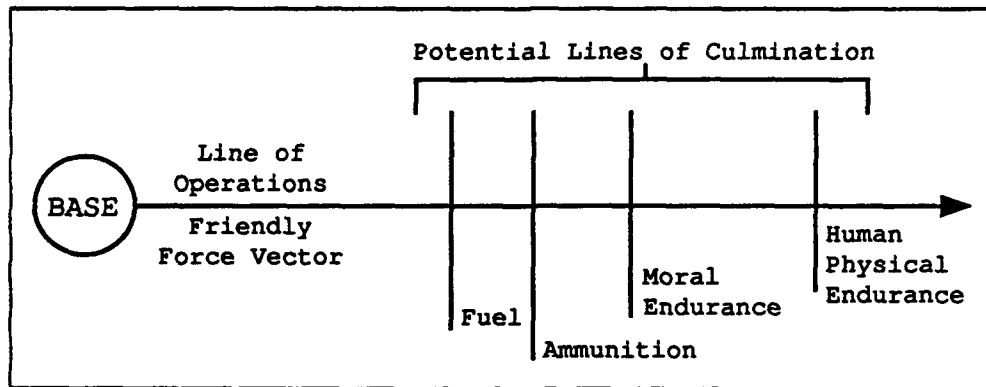 Potential Lines of Culmination
Line of
Operations
BASE
Friendly
Force Vector
Fuel
Ammunition
Moral
Endurance
Human
Physical
Endurance